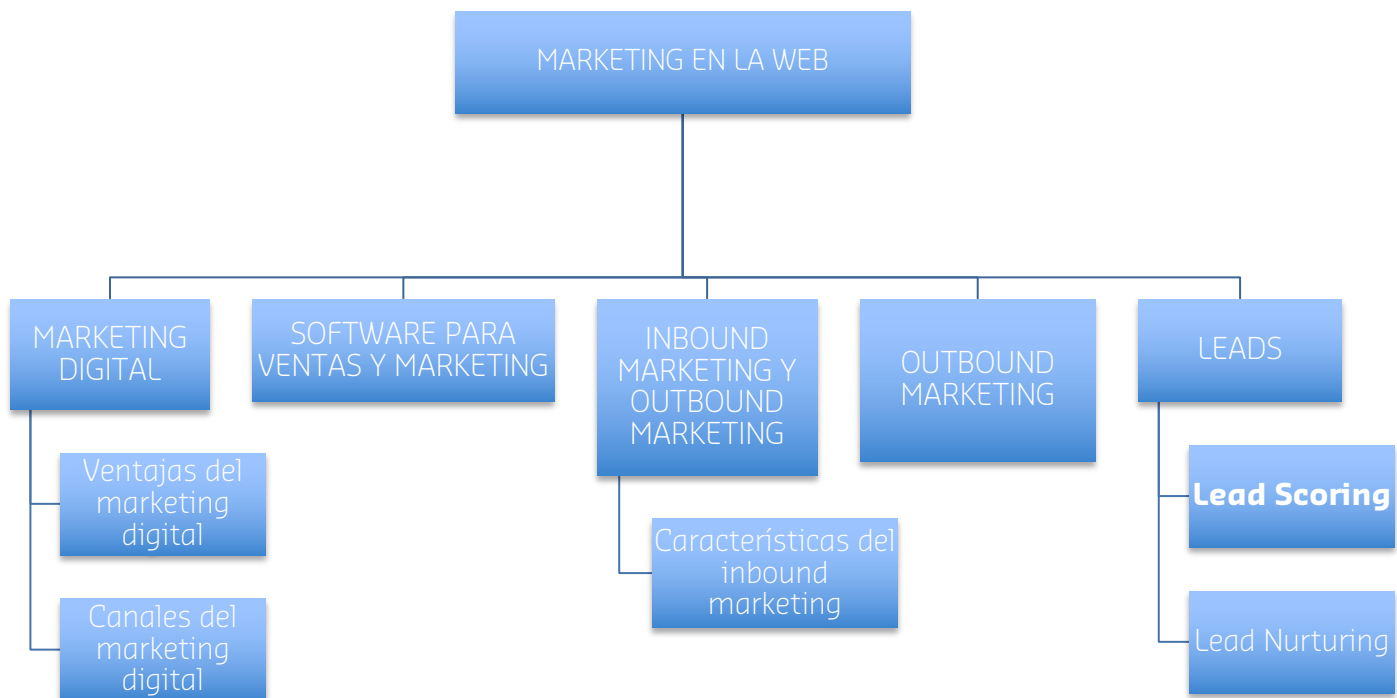 MARKETING EN LA WEB
MARKETING
DIGITAL
SOFTWARE PARA
VENTAS Y MARKETING
INBOUND
MARKETING Y
OUTBOUND
MARKETING
OUTBOUND
MARKETING
LEADS
Ventajas del
marketing
digital
Canales del
marketing
digital
Características del
inbound
marketing
Lead Scoring
Lead Nurturing